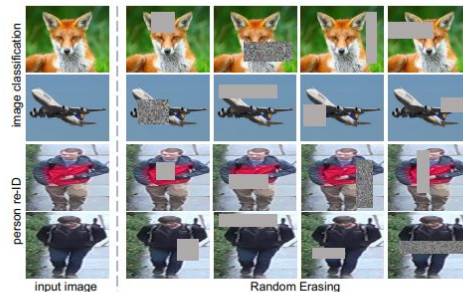 image classification
person re-ID
input image
Random Erasing